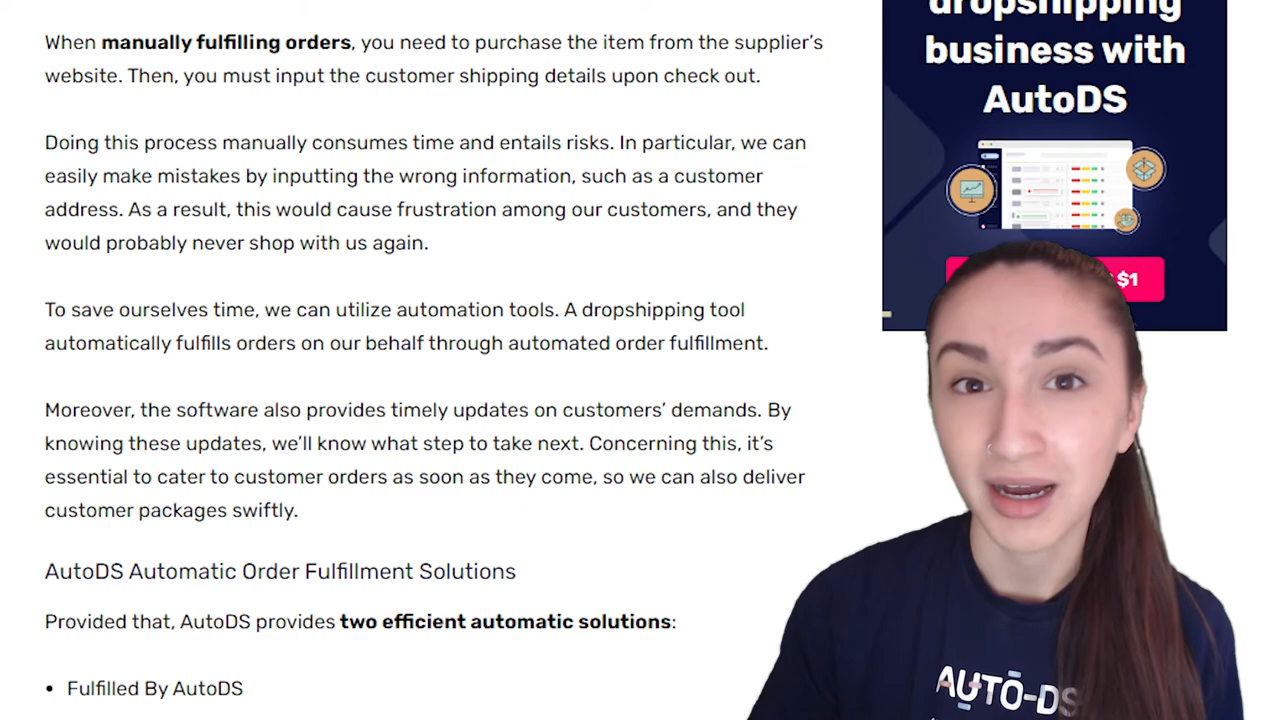 When manually fulfilling orders, you need to purchase the item from the supplier’s
website. Then, you must input the customer shipping details upon check out.
Doing this process manually consumes time and entails risks. In particular, we can
easily make mistakes by inputting the wrong information, such as a customer
address. As a result, this would cause frustration among our customers, and they
would probably never shop with us again.
To save ourselves time, we can utilize automation tools. A dropshipping tool
automatically fulfills orders on our behalf through automated order fulfillment.
Moreover, the software also provides timely updates on customers’ demands. By
knowing these updates, we’ll know what step to take next. Concerning this, it’s
essential to cater to customer orders as soon as they come, so we can also deliver
customer packages swiftly.
AutoDS Automatic Order Fulfillment Solutions
Provided that, AutoDS provides two efficient automatic solutions:
• Fulfilled By AutoDS
dropshipping
business with
AutoDS
$1
AUTO-DS